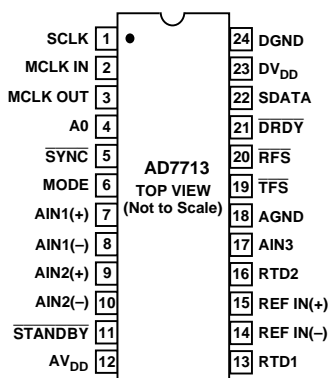 SCLK 1
MCLK IN 2
MCLK OUT 3
A0 4
SYNC 5
MODE 6
AIN1(+) 7
AIN1(–) 8
AIN2(+) 9
AIN2(–) 10
STANDBY 11
AVDD 12
AD7713
TOP VIEW
(Not to Scale)
24 DGND
23 DVDD
22 SDATA
21 DRDY
20 RFS
19 TFS
18 AGND
17 AIN3
16 RTD2
15 REF IN(+)
14 REF IN(–)
13 RTD1